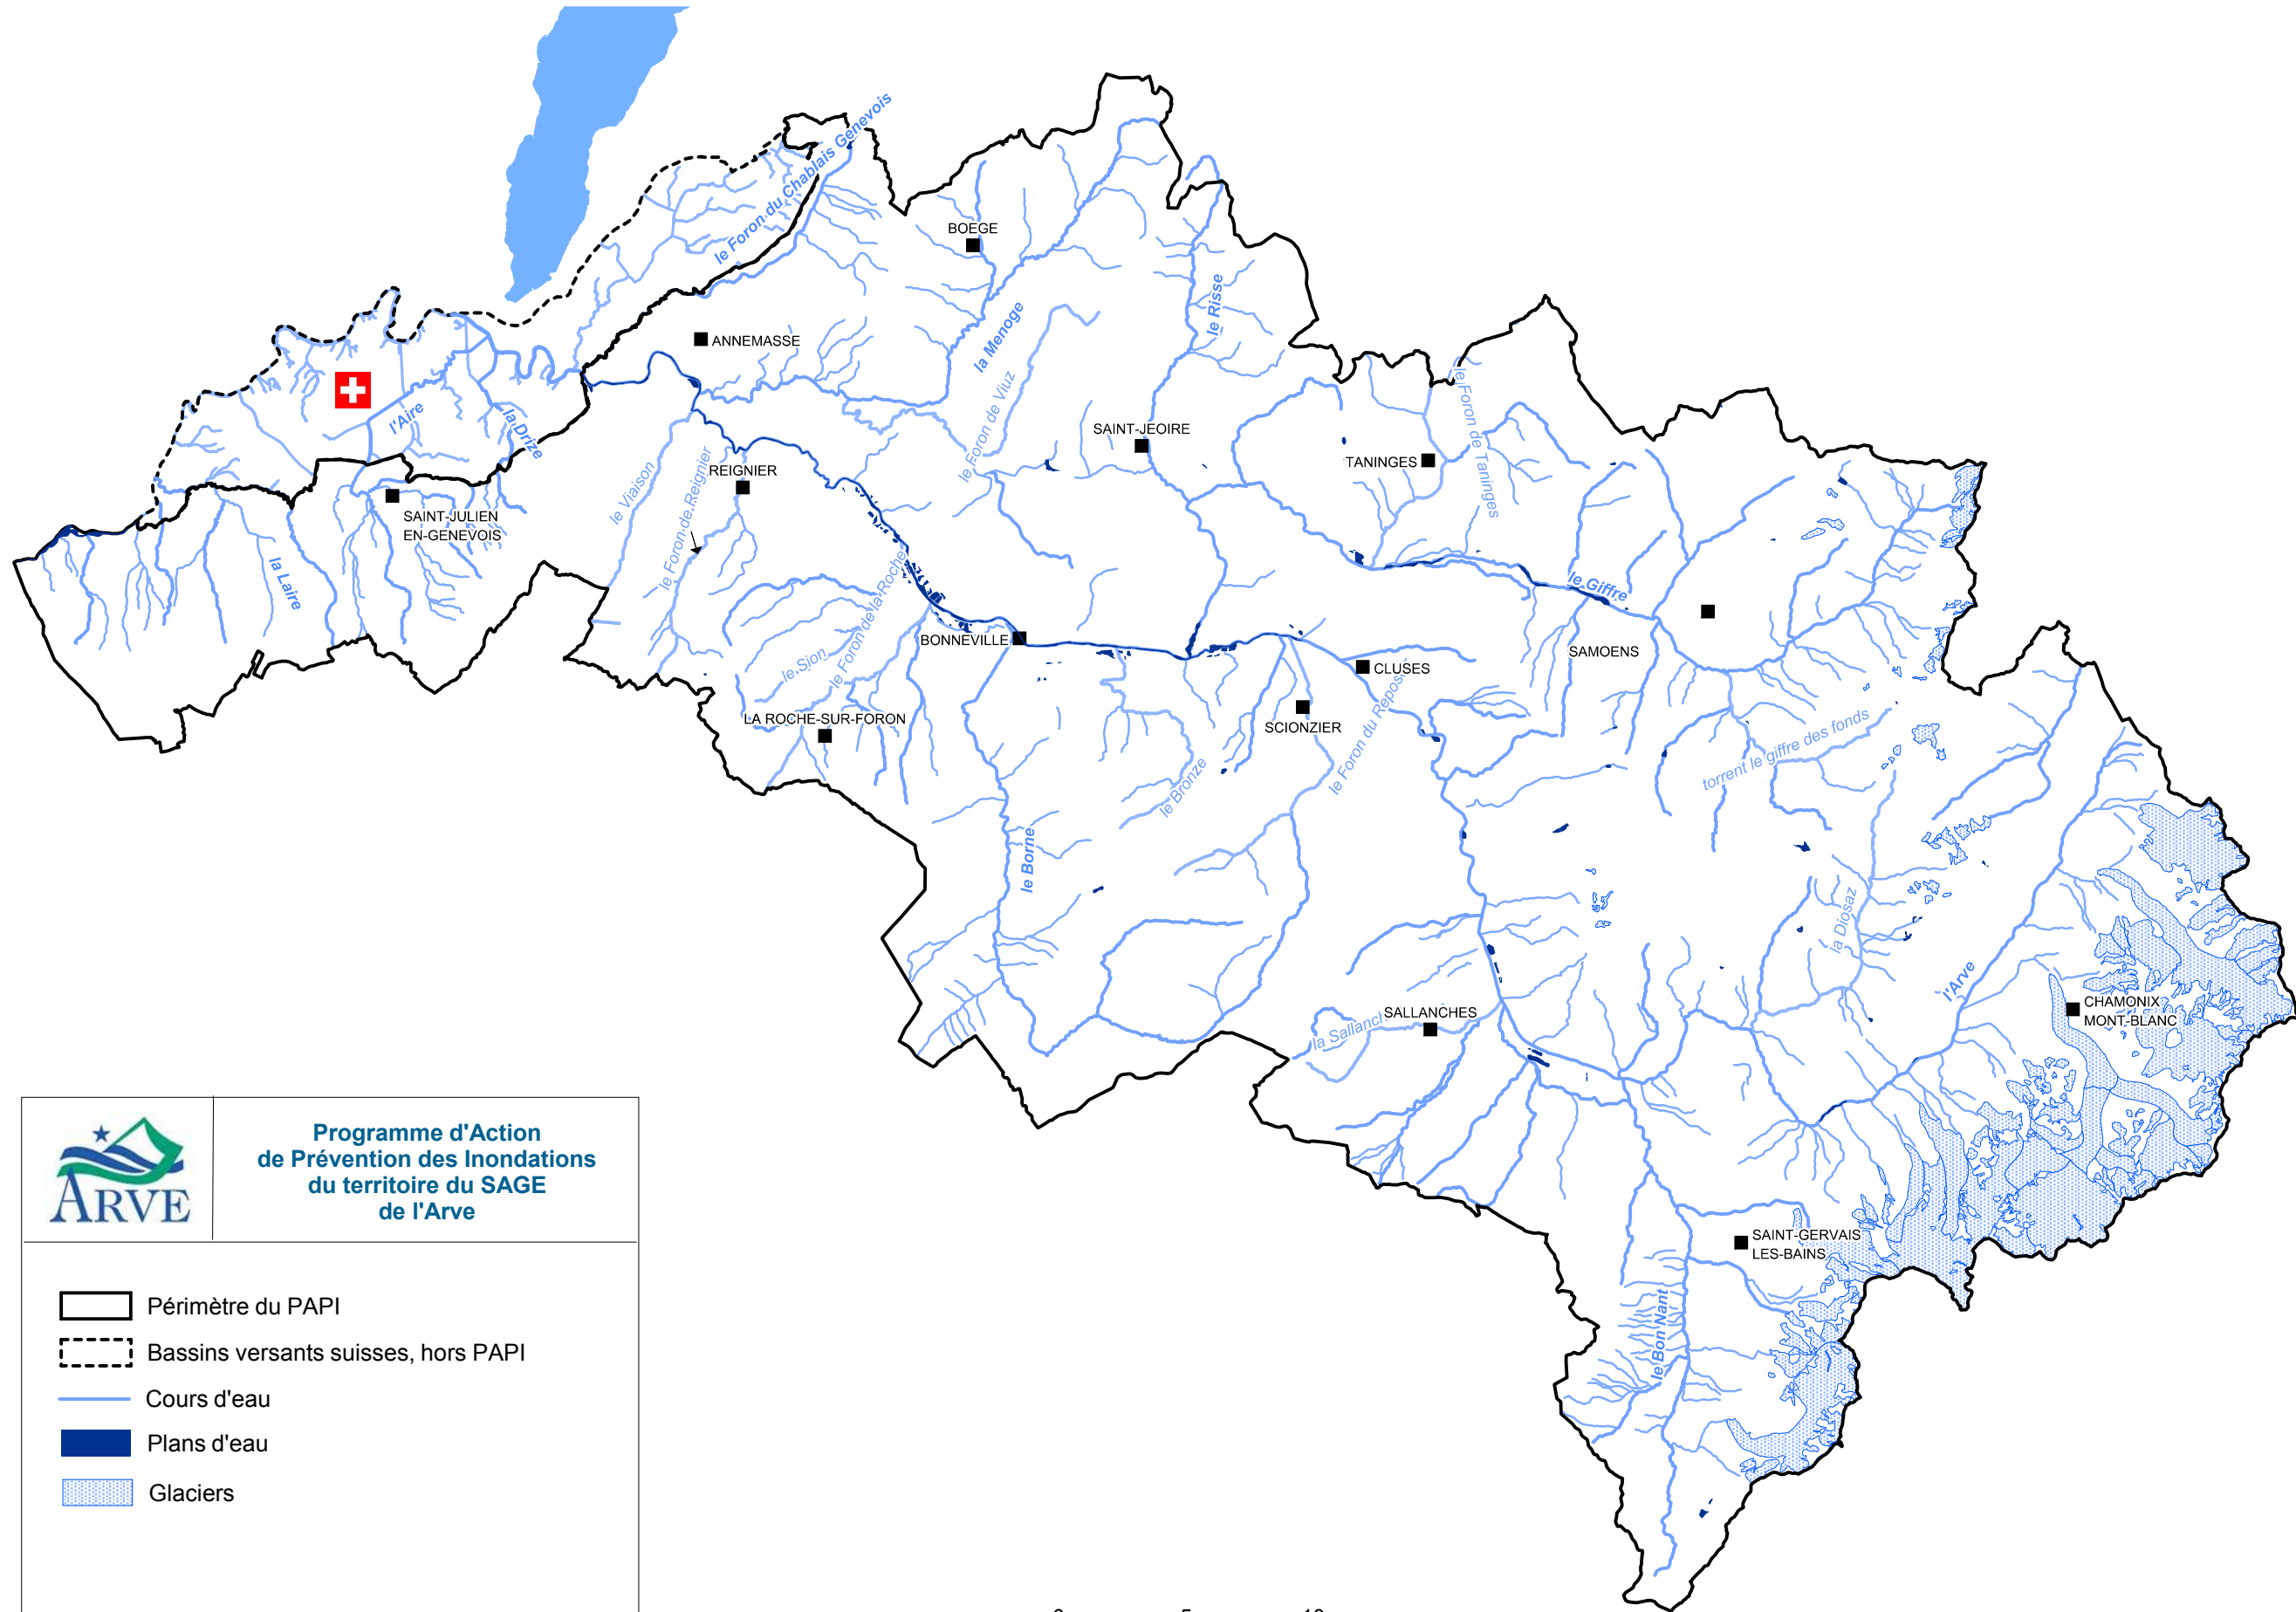 le Foron du Chablais Genevois
BOEGE
la Menoge
le Risse
ANNEMASSE
l'Aire
la Drize
le Foron de Viuz
SAINT-JEOIRE
le Foron de Taninges
TANINGES
SAINT-JULIEN
EN-GENEVOIS
la Laire
le Viaison
le Foron de Reignier
REIGNIER
le Giffre
SAMOENS
le Sion
le Foron de la Roche
BONNEVILLE
LA ROCHE-SUR-FORON
CLUSES
SCIONZIER
le Foron du Repos
le Bronze
torrent le giffre des fonds
le Borne
la Diosaz
l'Arve
CHAMONIX
MONT-BLANC
SALLANCHES
la Sallanch
SAINT-GERVAIS
LES-BAINS
le Bon Nant
ARVE
Programme d'Action
de Prévention des Inondations
du territoire du SAGE
de l'Arve
Périmètre du PAPI
Bassins versants suisses, hors PAPI
Cours d'eau
Plans d'eau
Glaciers